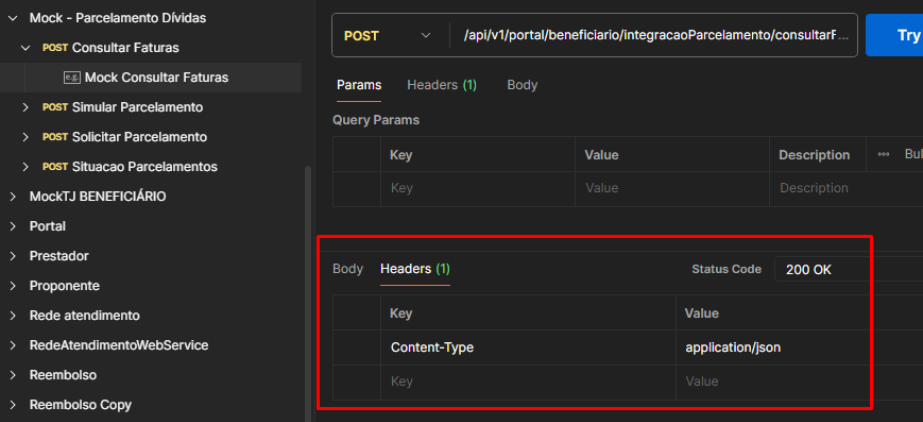 Mock - Parcelamento Dívidas
POST Consultar Faturas
e.g. Mock Consultar Faturas
POST Simular Parcelamento
POST Solicitar Parcelamento
POST Situacao Parcelamentos
MockTJ BENEFICIÁRIO
Portal
Prestador
Proponente
Rede atendimento
RedeAtendimentoWebService
Reembolso
Reembolso Copy
POST /api/v1/portal/beneficiario/integracaoParcelamento/consultarF... Try
Params Headers (1) Body
Query Params
Key Value Description ••• Bul
Key Value Description
Body Headers (1) Status Code 200 OK
Key Value
Content-Type application/json
Key Value